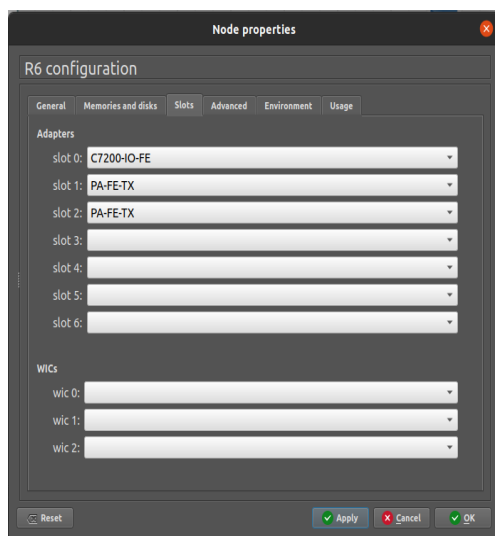 Node properties
R6 configuration
General Memories and disks Slots Advanced Environment Usage
Adapters
slot 0: C7200-IO-FE
slot 1: PA-FE-TX
slot 2: PA-FE-TX
slot 3:
slot 4:
slot 5:
slot 6:
WICs
wic 0:
wic 1:
wic 2:
Reset Apply Cancel OK